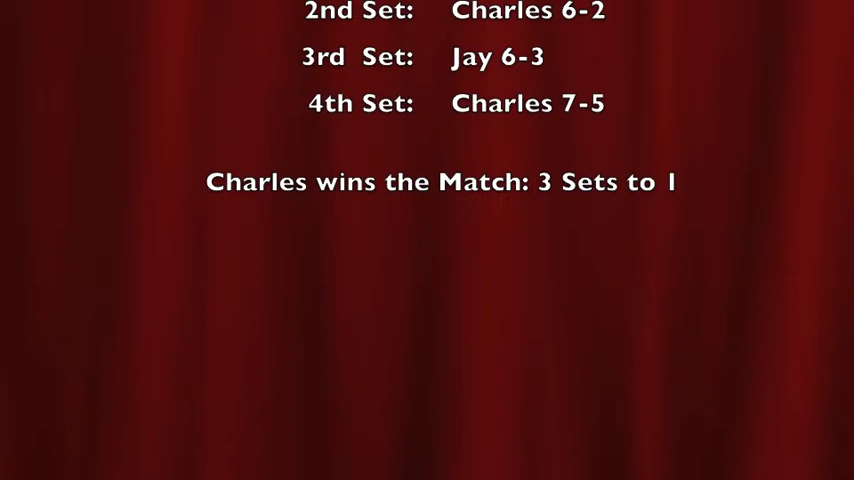 2nd Set: Charles 6-2
3rd Set: Jay 6-3
4th Set: Charles 7-5
Charles wins the Match: 3 Sets to 1